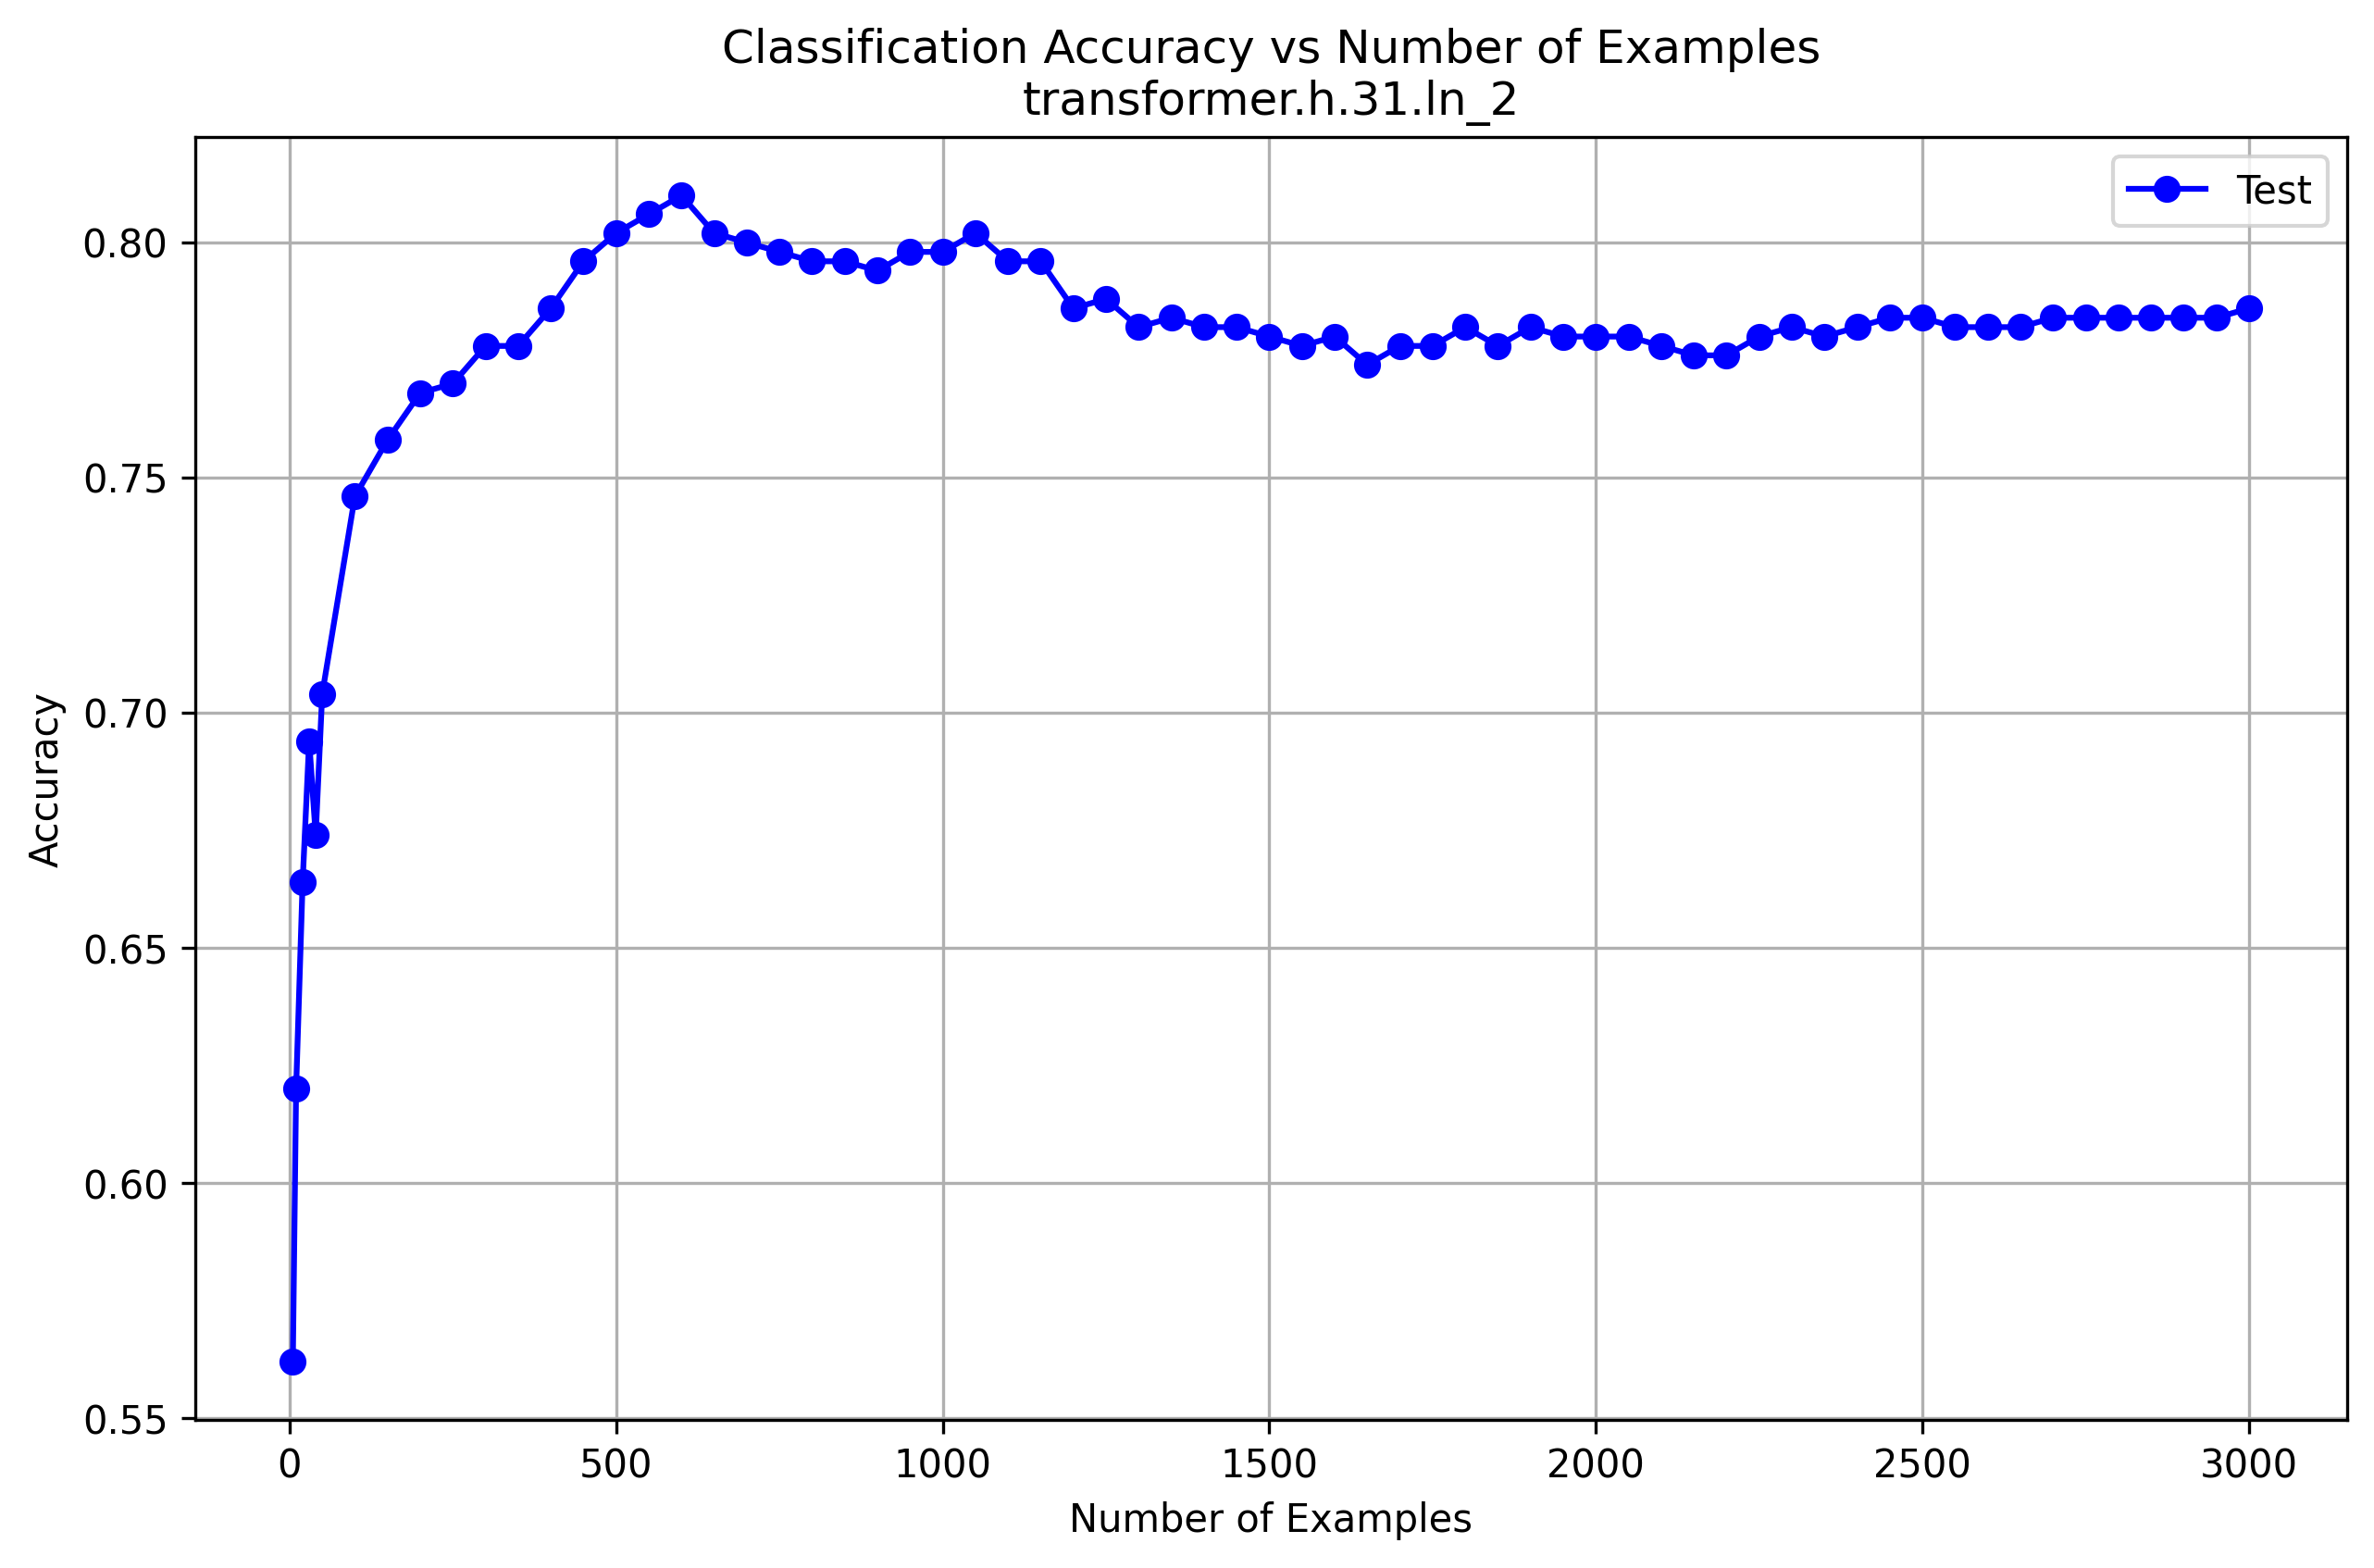 Classification Accuracy vs Number of Examples
transformer.h.31.ln_2
Test
0.80
0.75
0.70
0.65
0.60
0.55
Accuracy
0 500 1000 1500 2000 2500 3000
Number of Examples